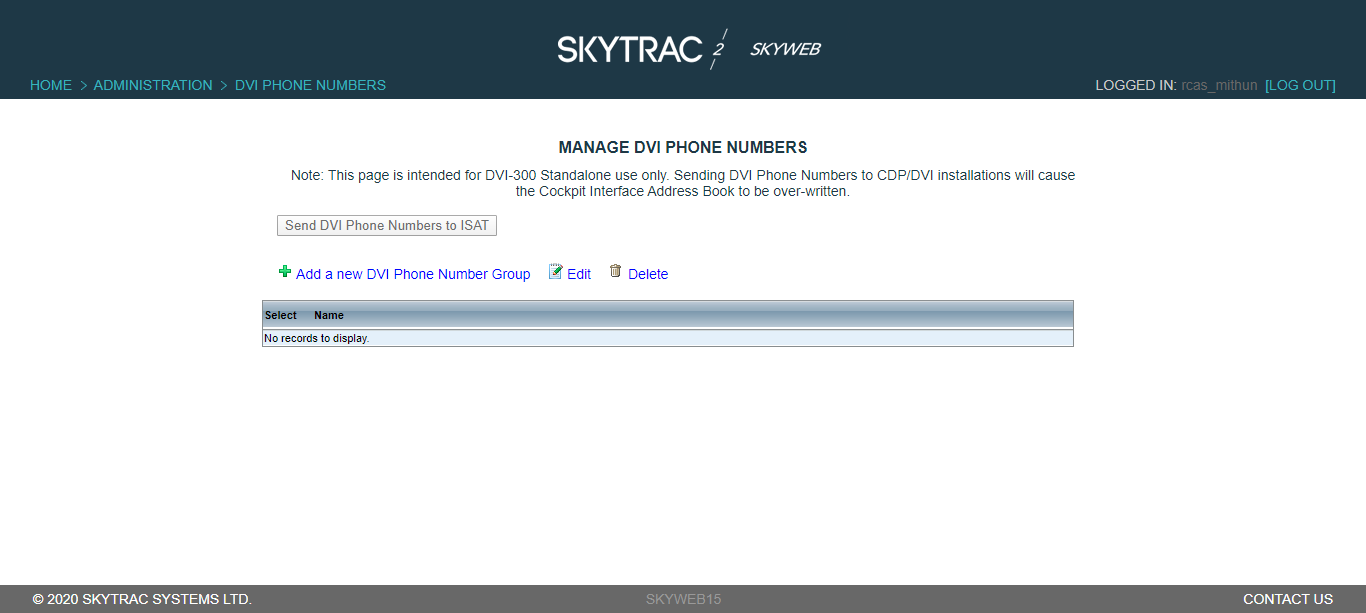 SKYTRAC 2 SKYWEB
HOME > ADMINISTRATION > DVI PHONE NUMBERS
LOGGED IN: rcas_mithun [LOG OUT]
MANAGE DVI PHONE NUMBERS
Note: This page is intended for DVI-300 Standalone use only. Sending DVI Phone Numbers to CDP/DVI installations will cause
the Cockpit Interface Address Book to be over-written.
Send DVI Phone Numbers to ISAT
Add a new DVI Phone Number Group Edit Delete
Select Name
No records to display.
© 2020 SKYTRAC SYSTEMS LTD. SKYWEB15 CONTACT US